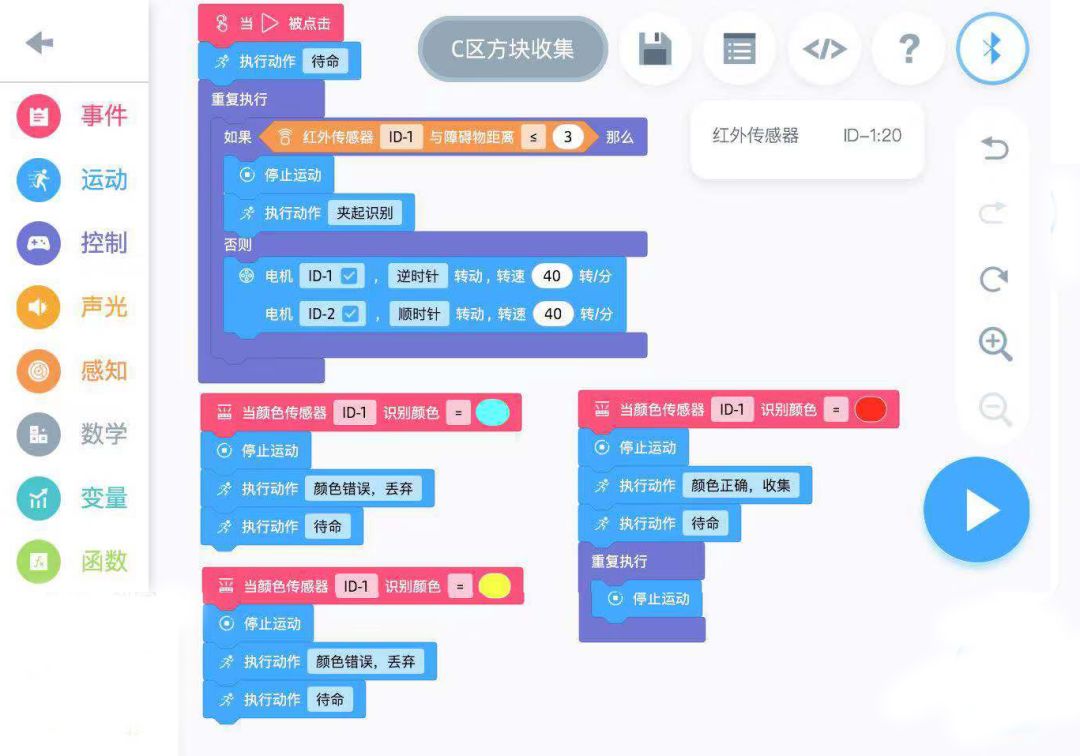 当 被点击
执行动作 待命
重复执行
如果 红外传感器 ID-1 与障碍物距离 ≤ 3 那么
停止运动
执行动作 夹起识别
否则
电机 ID-1 , 逆时针 转动, 转速 40 转/分
电机 ID-2 , 顺时针 转动, 转速 40 转/分
C区方块收集
</>
?
红外传感器 ID-1:20
事件
运动
控制
声光
感知
数学
变量
函数
当颜色传感器 ID-1 识别颜色 =
停止运动
执行动作 颜色错误，丢弃
执行动作 待命
当颜色传感器 ID-1 识别颜色 =
停止运动
执行动作 颜色正确，收集
执行动作 待命
重复执行
停止运动
当颜色传感器 ID-1 识别颜色 =
停止运动
执行动作 颜色错误，丢弃
执行动作 待命